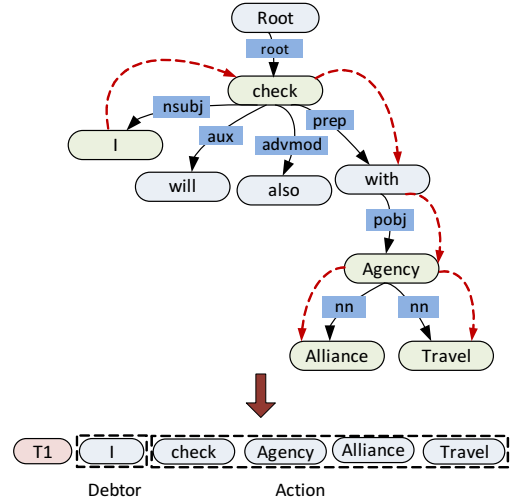 Root
root
check
nsubj
prep
aux
advmod
I
will
also
with
pobj
Agency
nn nn
Alliance Travel
T1 I check Agency Alliance Travel
Debtor Action